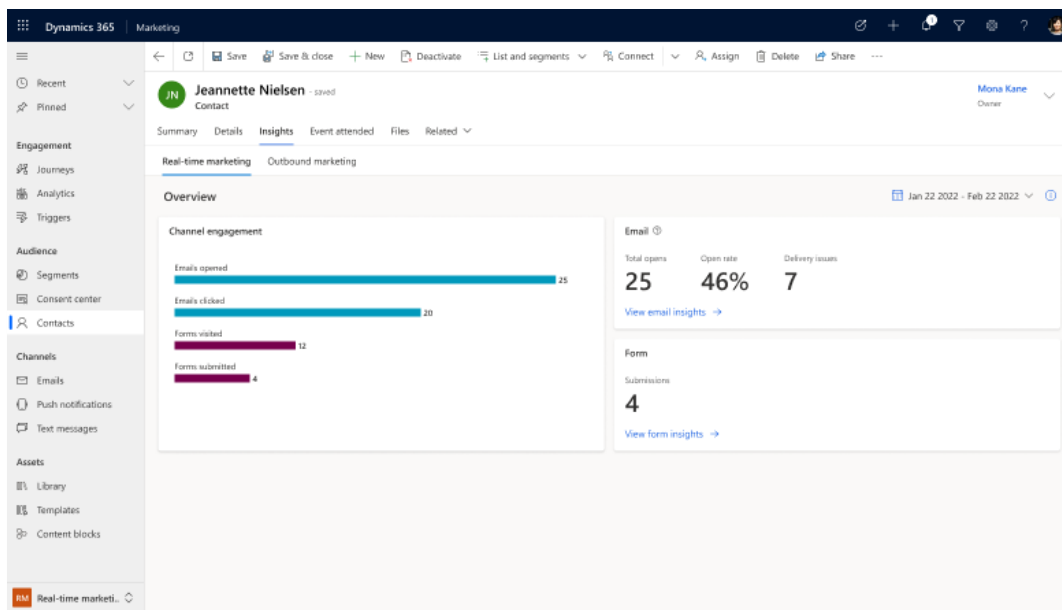 Dynamics 365 Marketing
1
?
Save Save & close New Deactivate List and segments Connect Assign Delete Share ...
Recent
Pinned
Engagement
Journeys
Analytics
Triggers
Audience
Segments
Consent center
Contacts
Channels
Emails
Push notifications
Text messages
Assets
Library
Templates
Content blocks
RM Real-time marketi..
JN
Jeannette Nielsen - saved
Contact
Mona Kane
Owner
Summary Details Insights Event attended Files Related
Real-time marketing Outbound marketing
Overview
Jan 22 2022 - Feb 22 2022
Channel engagement
Emails opened
25
Emails clicked
20
Forms visited
12
Forms submitted
4
Email
Total opens Open rate Delivery issues
25 46% 7
View email insights →
Form
Submissions
4
View form insights →